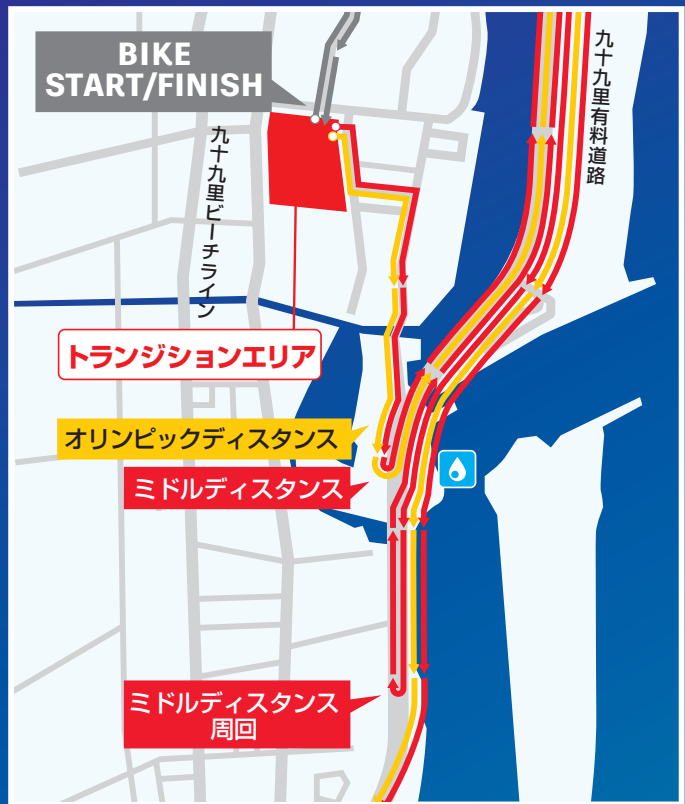 BIKE
START/FINISH
九十九里有料道路
九十九里ビーチライン
トランジションエリア
オリンピックディスタンス
ミドルディスタンス
ミドルディスタンス
周回